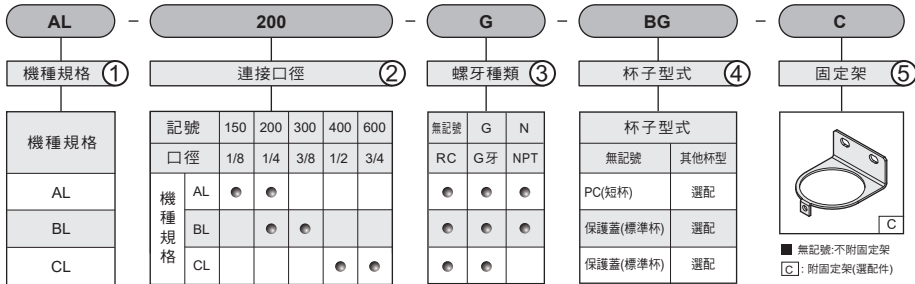 AL – 200 – G – BG – C
機種規格 ① 連接口徑 ② 螺牙種類 ③ 杯子型式 ④ 固定架 ⑤
機種規格
AL
BL
CL
記號 150 200 300 400 600
口徑 1/8 1/4 3/8 1/2 3/4
機種規格
AL
BL
CL
無記號 G N
RC G牙 NPT
杯子型式
無記號 其他杯型
PC(短杯) 選配
保護蓋(標準杯) 選配
保護蓋(標準杯) 選配
C
無記號:不附固定架
C : 附固定架(選配件)